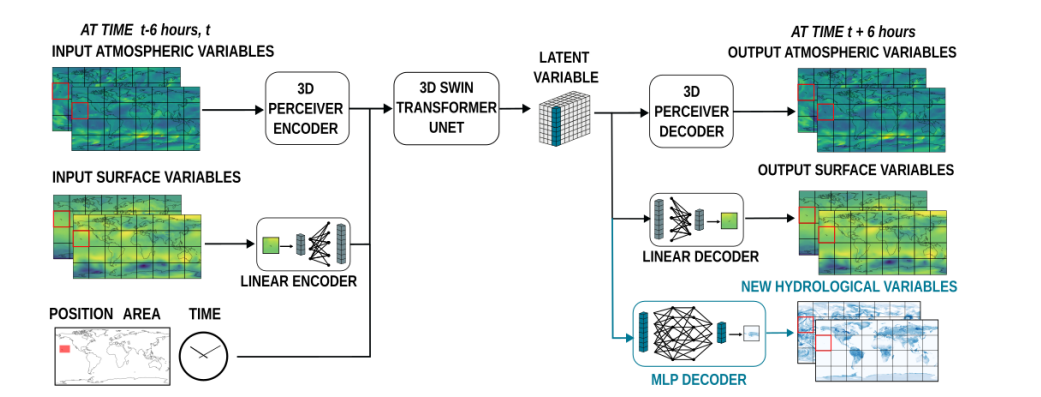 AT TIME t-6 hours, t
INPUT ATMOSPHERIC VARIABLES
3D
PERCEIVER
ENCODER
3D SWIN
TRANSFORMER
UNET
LATENT
VARIABLE
3D
PERCEIVER
DECODER
AT TIME t + 6 hours
OUTPUT ATMOSPHERIC VARIABLES
INPUT SURFACE VARIABLES
LINEAR ENCODER
LINEAR DECODER
OUTPUT SURFACE VARIABLES
POSITION AREA
TIME
MLP DECODER
NEW HYDROLOGICAL VARIABLES